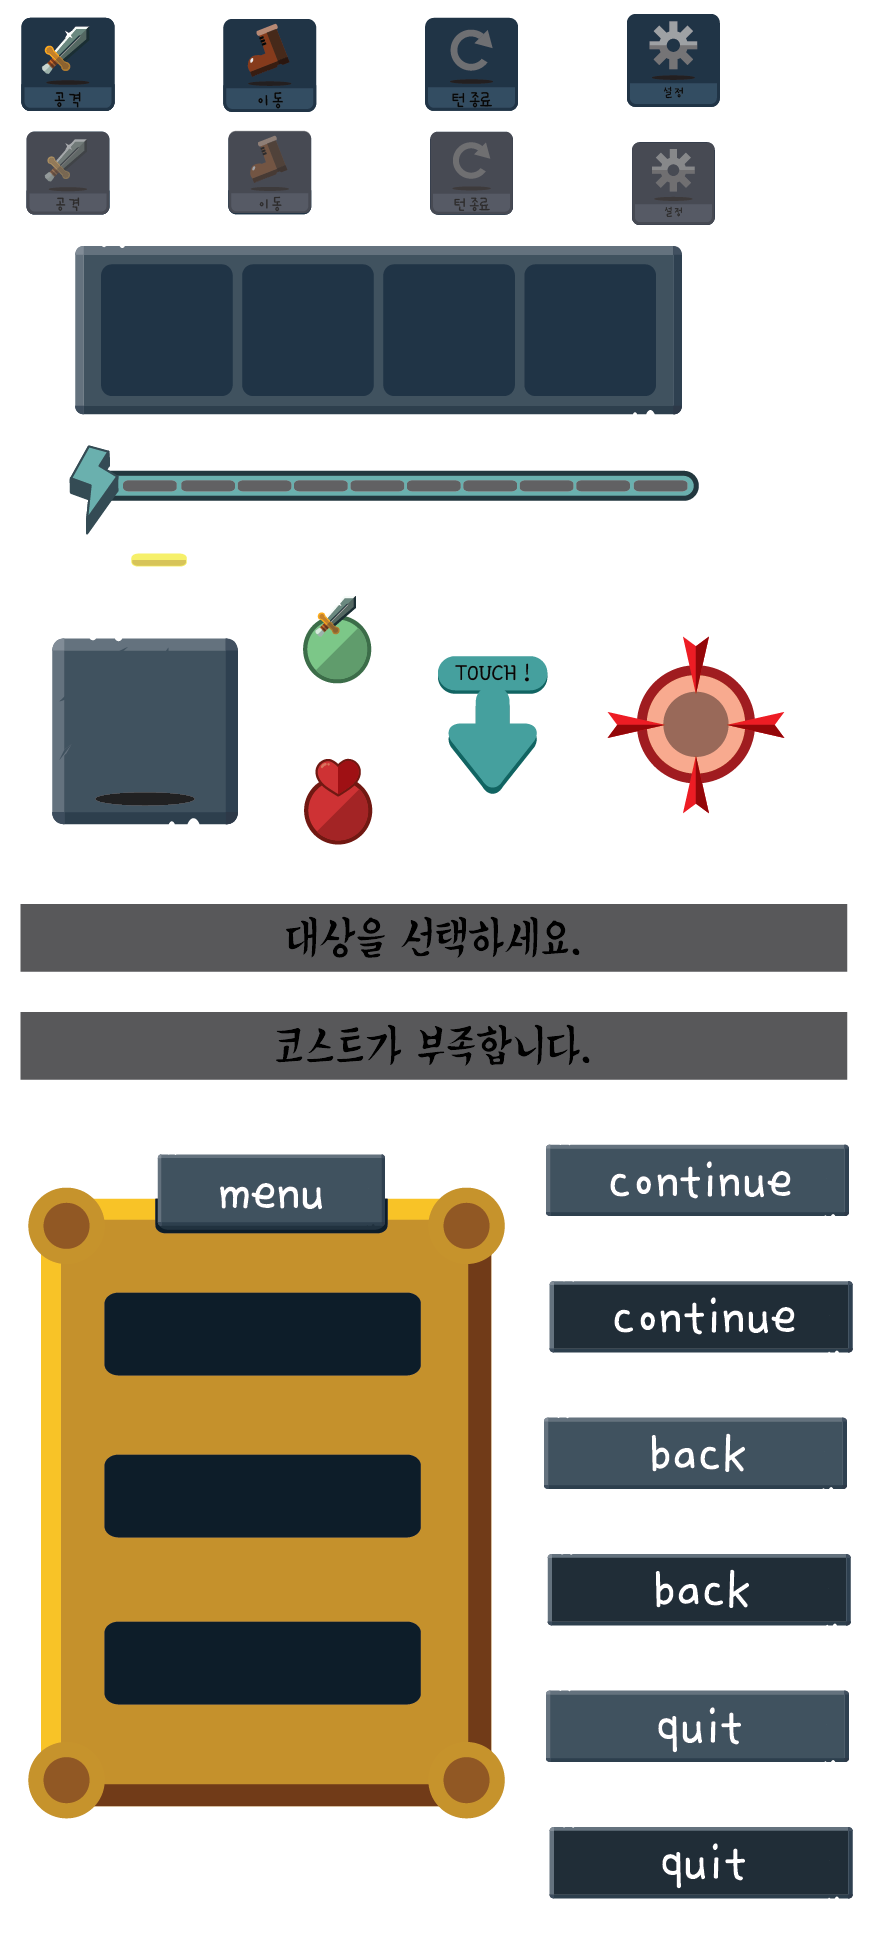 공격
이동
턴 종료
설정
공격
이동
턴 종료
설정
TOUCH !
대상을 선택하세요.
코스트가 부족합니다.
menu
continue
continue
back
back
quit
quit